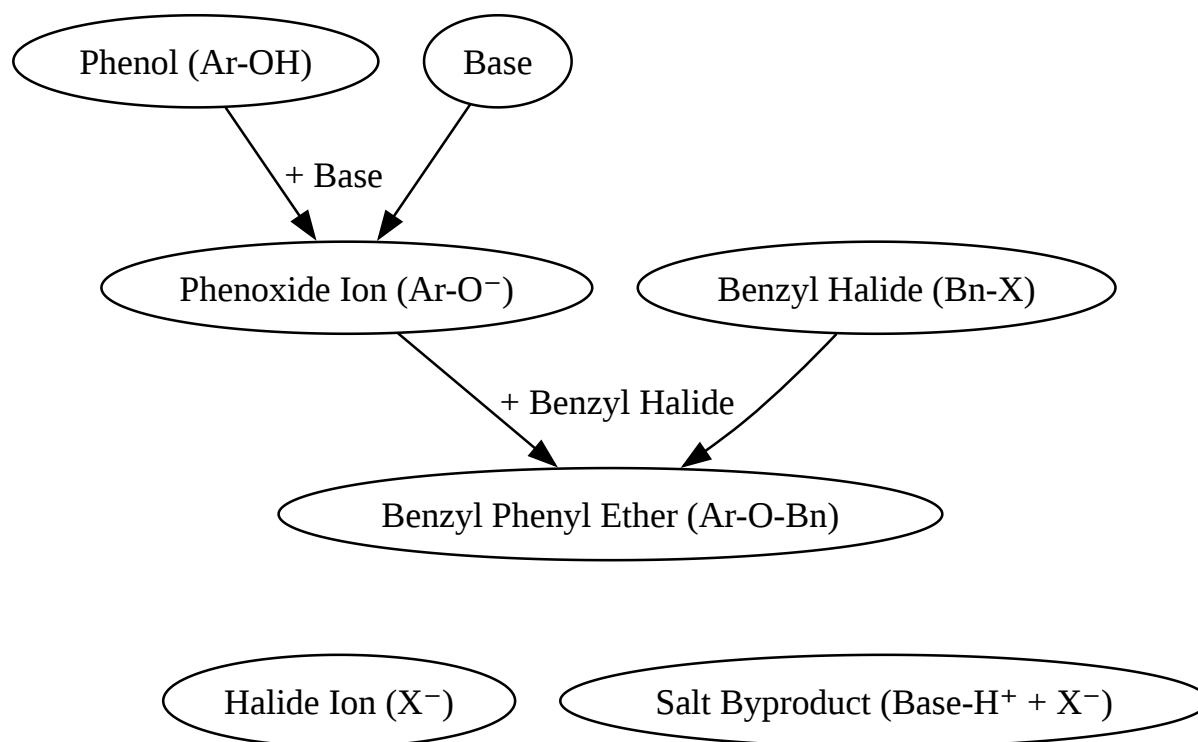 Phenol (Ar-OH)
Base
+ Base
Phenoxide Ion (Ar-O⁻)
Benzyl Halide (Bn-X)
+ Benzyl Halide
Benzyl Phenyl Ether (Ar-O-Bn)
Halide Ion (X⁻)
Salt Byproduct (Base-H⁺ + X⁻)